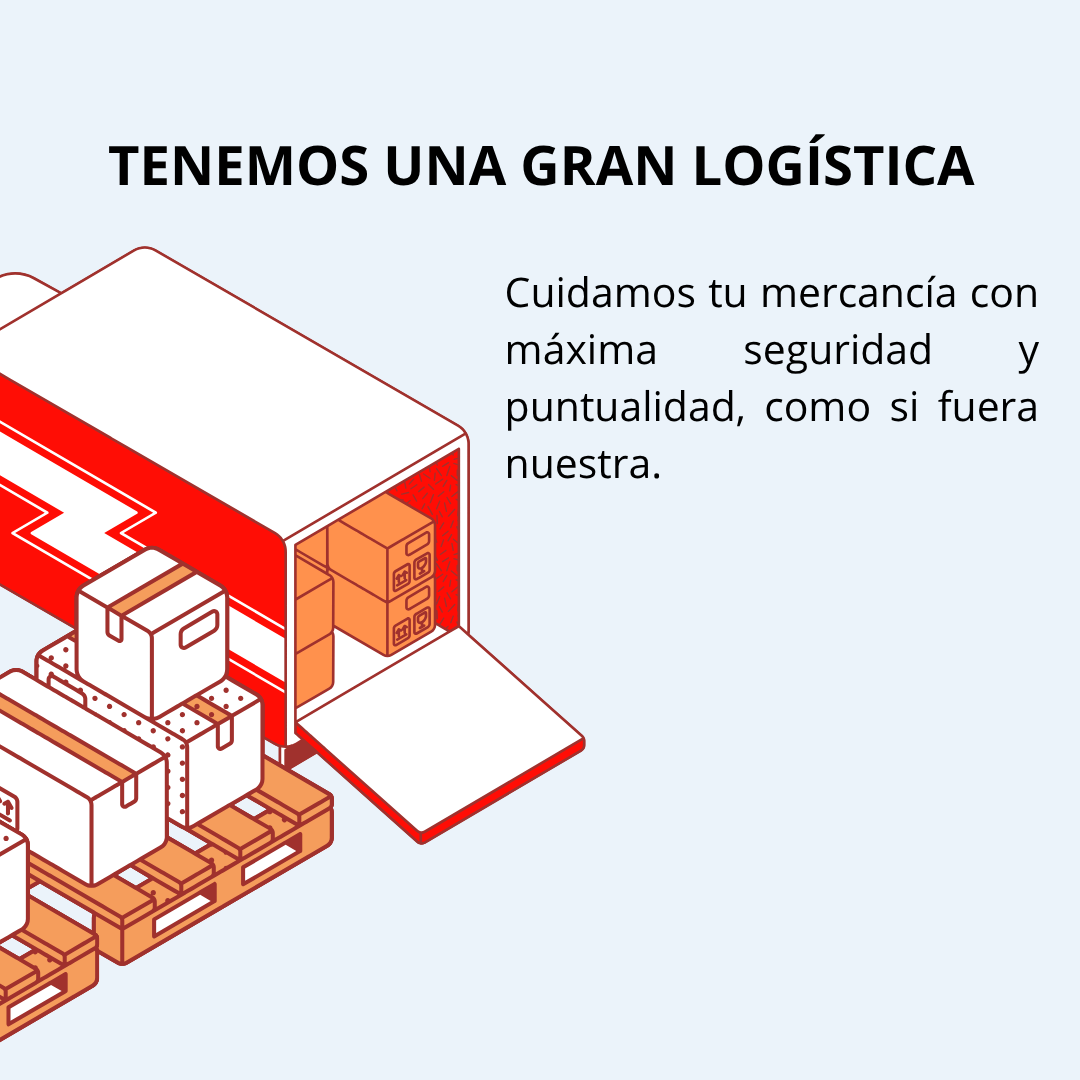 TENEMOS UNA GRAN LOGÍSTICA
Cuidamos tu mercancía con
máxima seguridad y
puntualidad, como si fuera
nuestra.